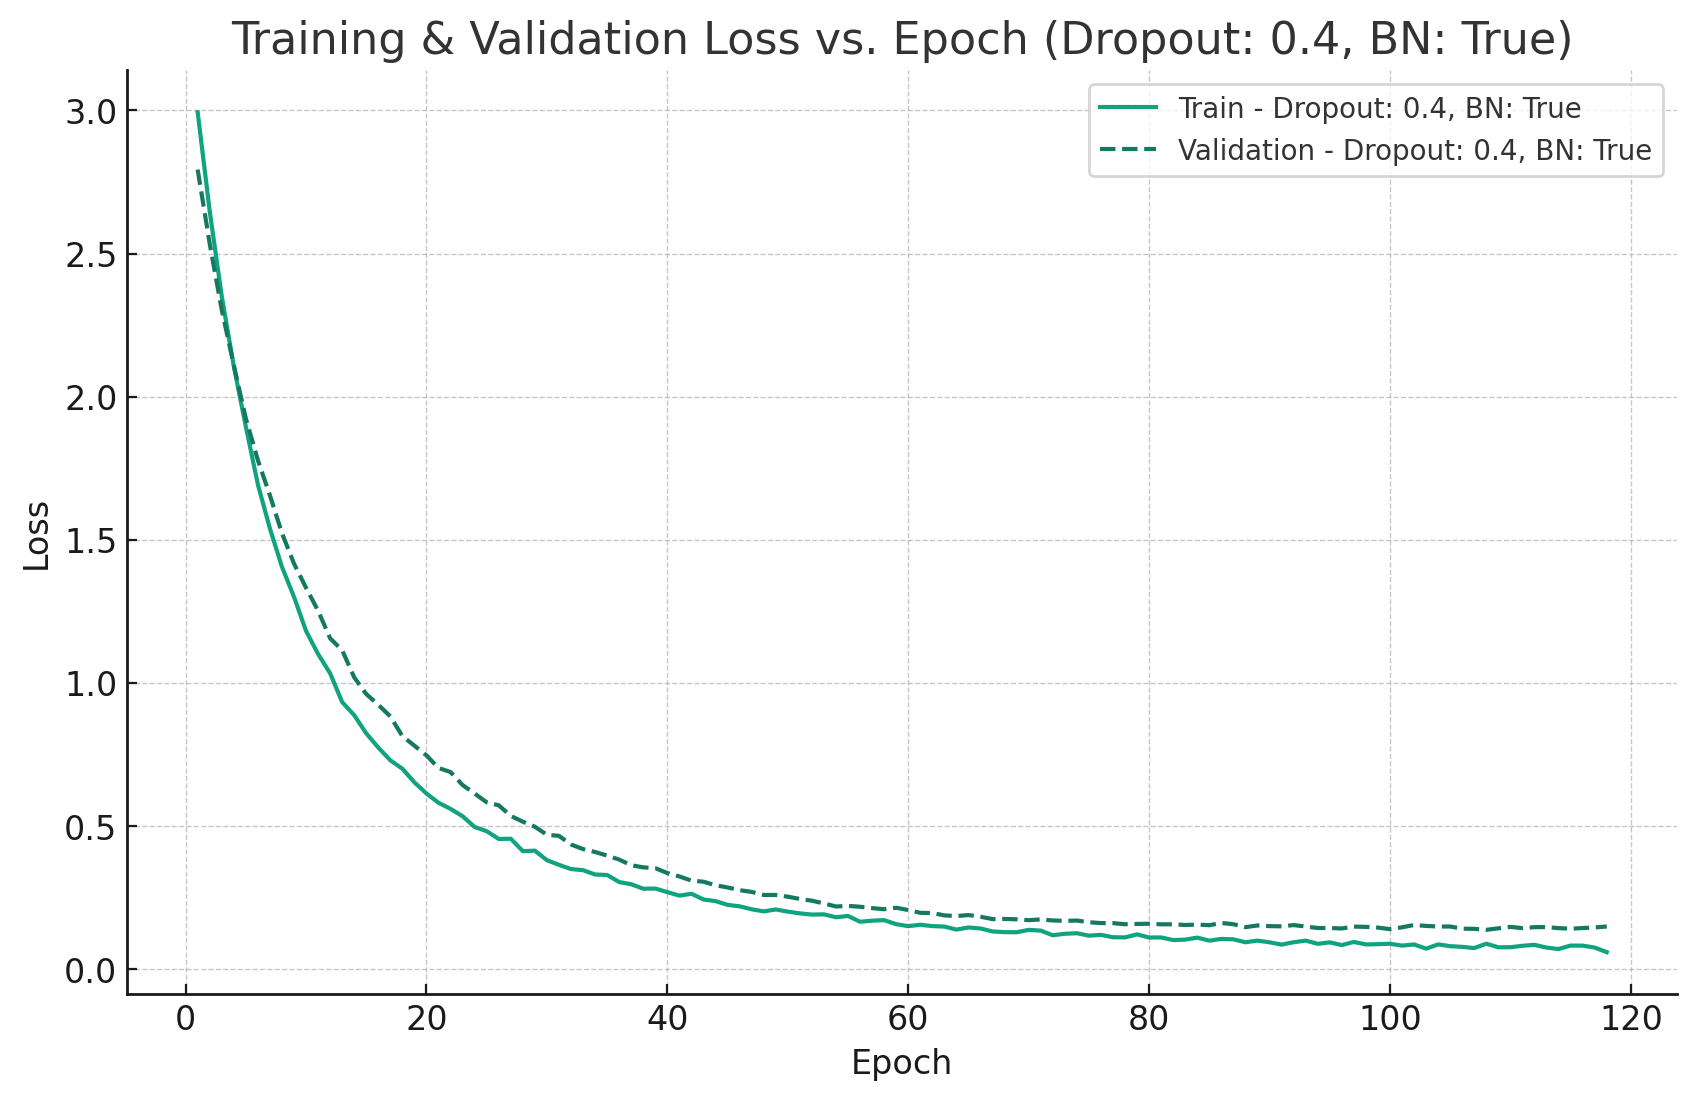 Training & Validation Loss vs. Epoch (Dropout: 0.4, BN: True)
Train - Dropout: 0.4, BN: True
Validation - Dropout: 0.4, BN: True
Loss
3.0
2.5
2.0
1.5
1.0
0.5
0.0
0 20 40 60 80 100 120
Epoch